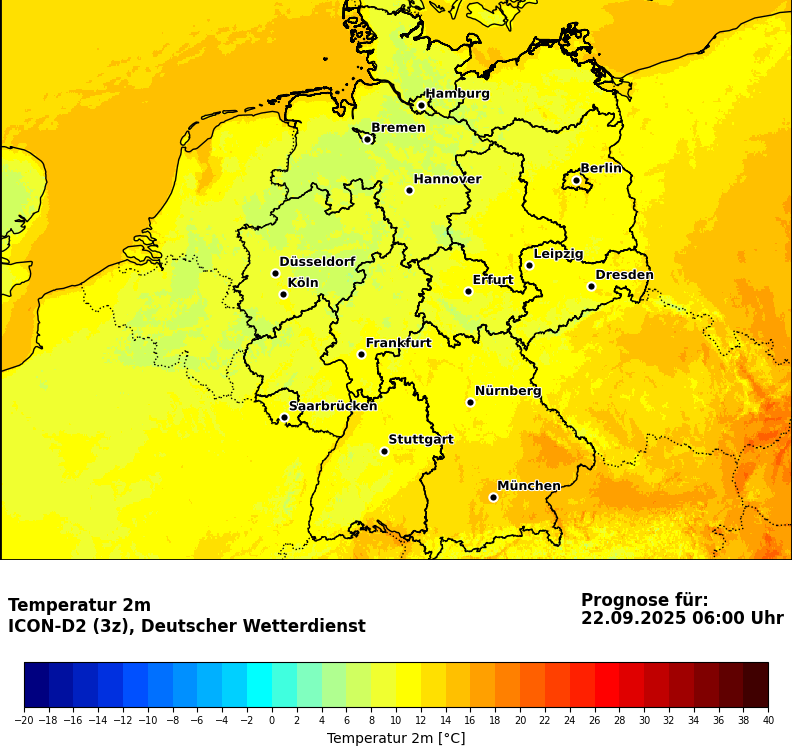 Hamburg
Bremen
Berlin
Hannover
Leipzig
Düsseldorf
Dresden
Köln
Erfurt
Frankfurt
Nürnberg
Saarbrücken
Stuttgart
München
Temperatur 2m
ICON-D2 (3z), Deutscher Wetterdienst
Prognose für:
22.09.2025 06:00 Uhr
−20 −18 −16 −14 −12 −10 −8 −6 −4 −2 0 2 4 6 8 10 12 14 16 18 20 22 24 26 28 30 32 34 36 38 40
Temperatur 2m [°C]